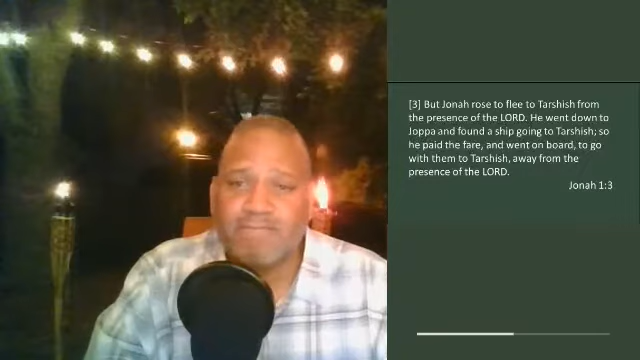 [3] But Jonah rose to flee to Tarshish from
the presence of the LORD. He went down to
Joppa and found a ship going to Tarshish; so
he paid the fare, and went on board, to go
with them to Tarshish, away from the
presence of the LORD.
Jonah 1:3